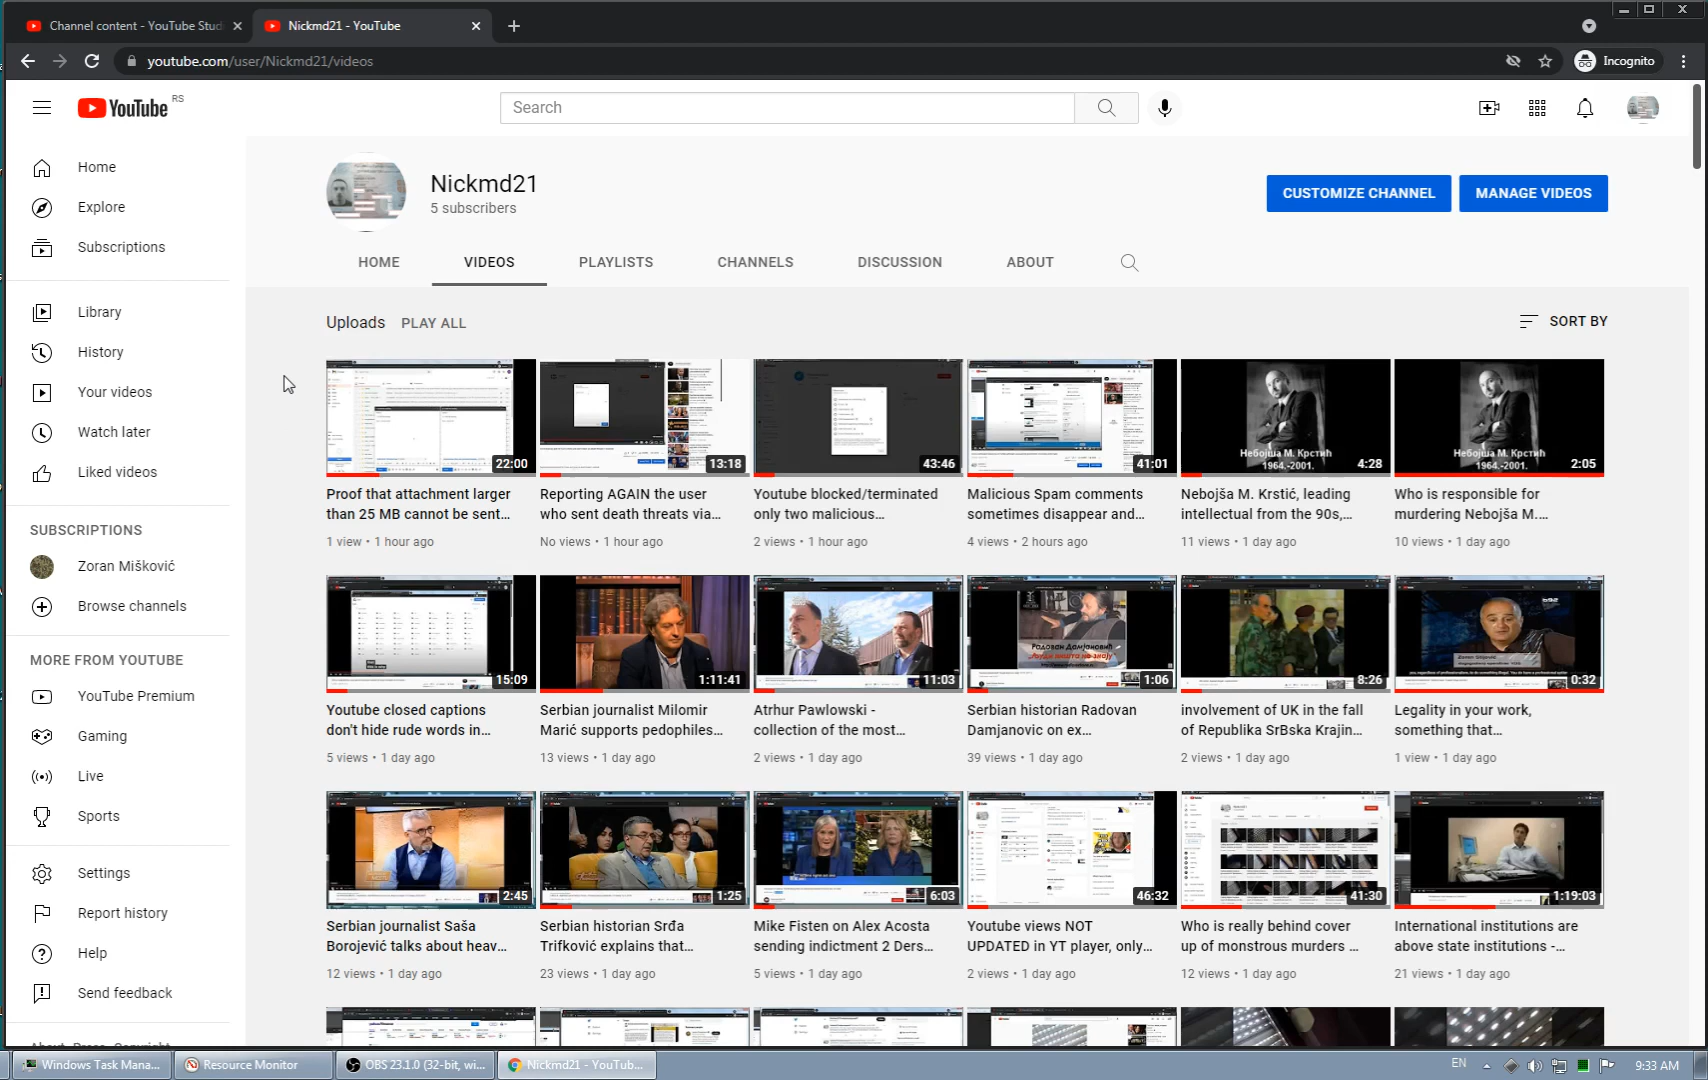 Channel content - YouTube Stud
Nickmd21 - YouTube
youtube.com/user/Nickmd21/videos
Incognito
YouTube RS
Search
Home
Explore
Subscriptions
Library
History
Your videos
Watch later
Liked videos
SUBSCRIPTIONS
Zoran Mišković
Browse channels
MORE FROM YOUTUBE
YouTube Premium
Gaming
Live
Sports
Settings
Report history
Help
Send feedback
About Press Copyright
Nickmd21
5 subscribers
CUSTOMIZE CHANNEL
MANAGE VIDEOS
HOME VIDEOS PLAYLISTS CHANNELS DISCUSSION ABOUT
Uploads PLAY ALL
SORT BY
22:00
Proof that attachment larger
than 25 MB cannot be sent...
1 view • 1 hour ago
13:18
Reporting AGAIN the user
who sent death threats via...
No views • 1 hour ago
43:46
Youtube blocked/terminated
only two malicious...
2 views • 1 hour ago
41:01
Malicious Spam comments
sometimes disappear and...
4 views • 2 hours ago
Небојша М. Крстић
1964.-2001.
4:28
Nebojša M. Krstić, leading
intellectual from the 90s,...
11 views • 1 day ago
Небојша М. Крстић
1964.-2001.
2:05
Who is responsible for
murdering Nebojša M....
10 views • 1 day ago
15:09
Youtube closed captions
don't hide rude words in...
5 views • 1 day ago
1:11:41
Serbian journalist Milomir
Marić supports pedophiles...
13 views • 1 day ago
11:03
Atrhur Pawlowski -
collection of the most...
2 views • 1 day ago
Радован Дамјановић
1:06
Serbian historian Radovan
Damjanovic on ex...
39 views • 1 day ago
8:26
involvement of UK in the fall
of Republika SrBska Krajin...
2 views • 1 day ago
B92
0:32
Legality in your work,
something that...
1 view • 1 day ago
2:45
Serbian journalist Saša
Borojević talks about heav...
12 views • 1 day ago
1:25
Serbian historian Srđa
Trifković explains that...
23 views • 1 day ago
6:03
Mike Fisten on Alex Acosta
sending indictment 2 Ders...
5 views • 1 day ago
46:32
Youtube views NOT
UPDATED in YT player, only...
2 views • 1 day ago
41:30
Who is really behind cover
up of monstrous murders ...
12 views • 1 day ago
1:19:03
International institutions are
above state institutions -...
21 views • 1 day ago
Windows Task Mana...
Resource Monitor
OBS 23.1.0 (32-bit, wi...
Nickmd21 - YouTub...
EN
9:33 AM